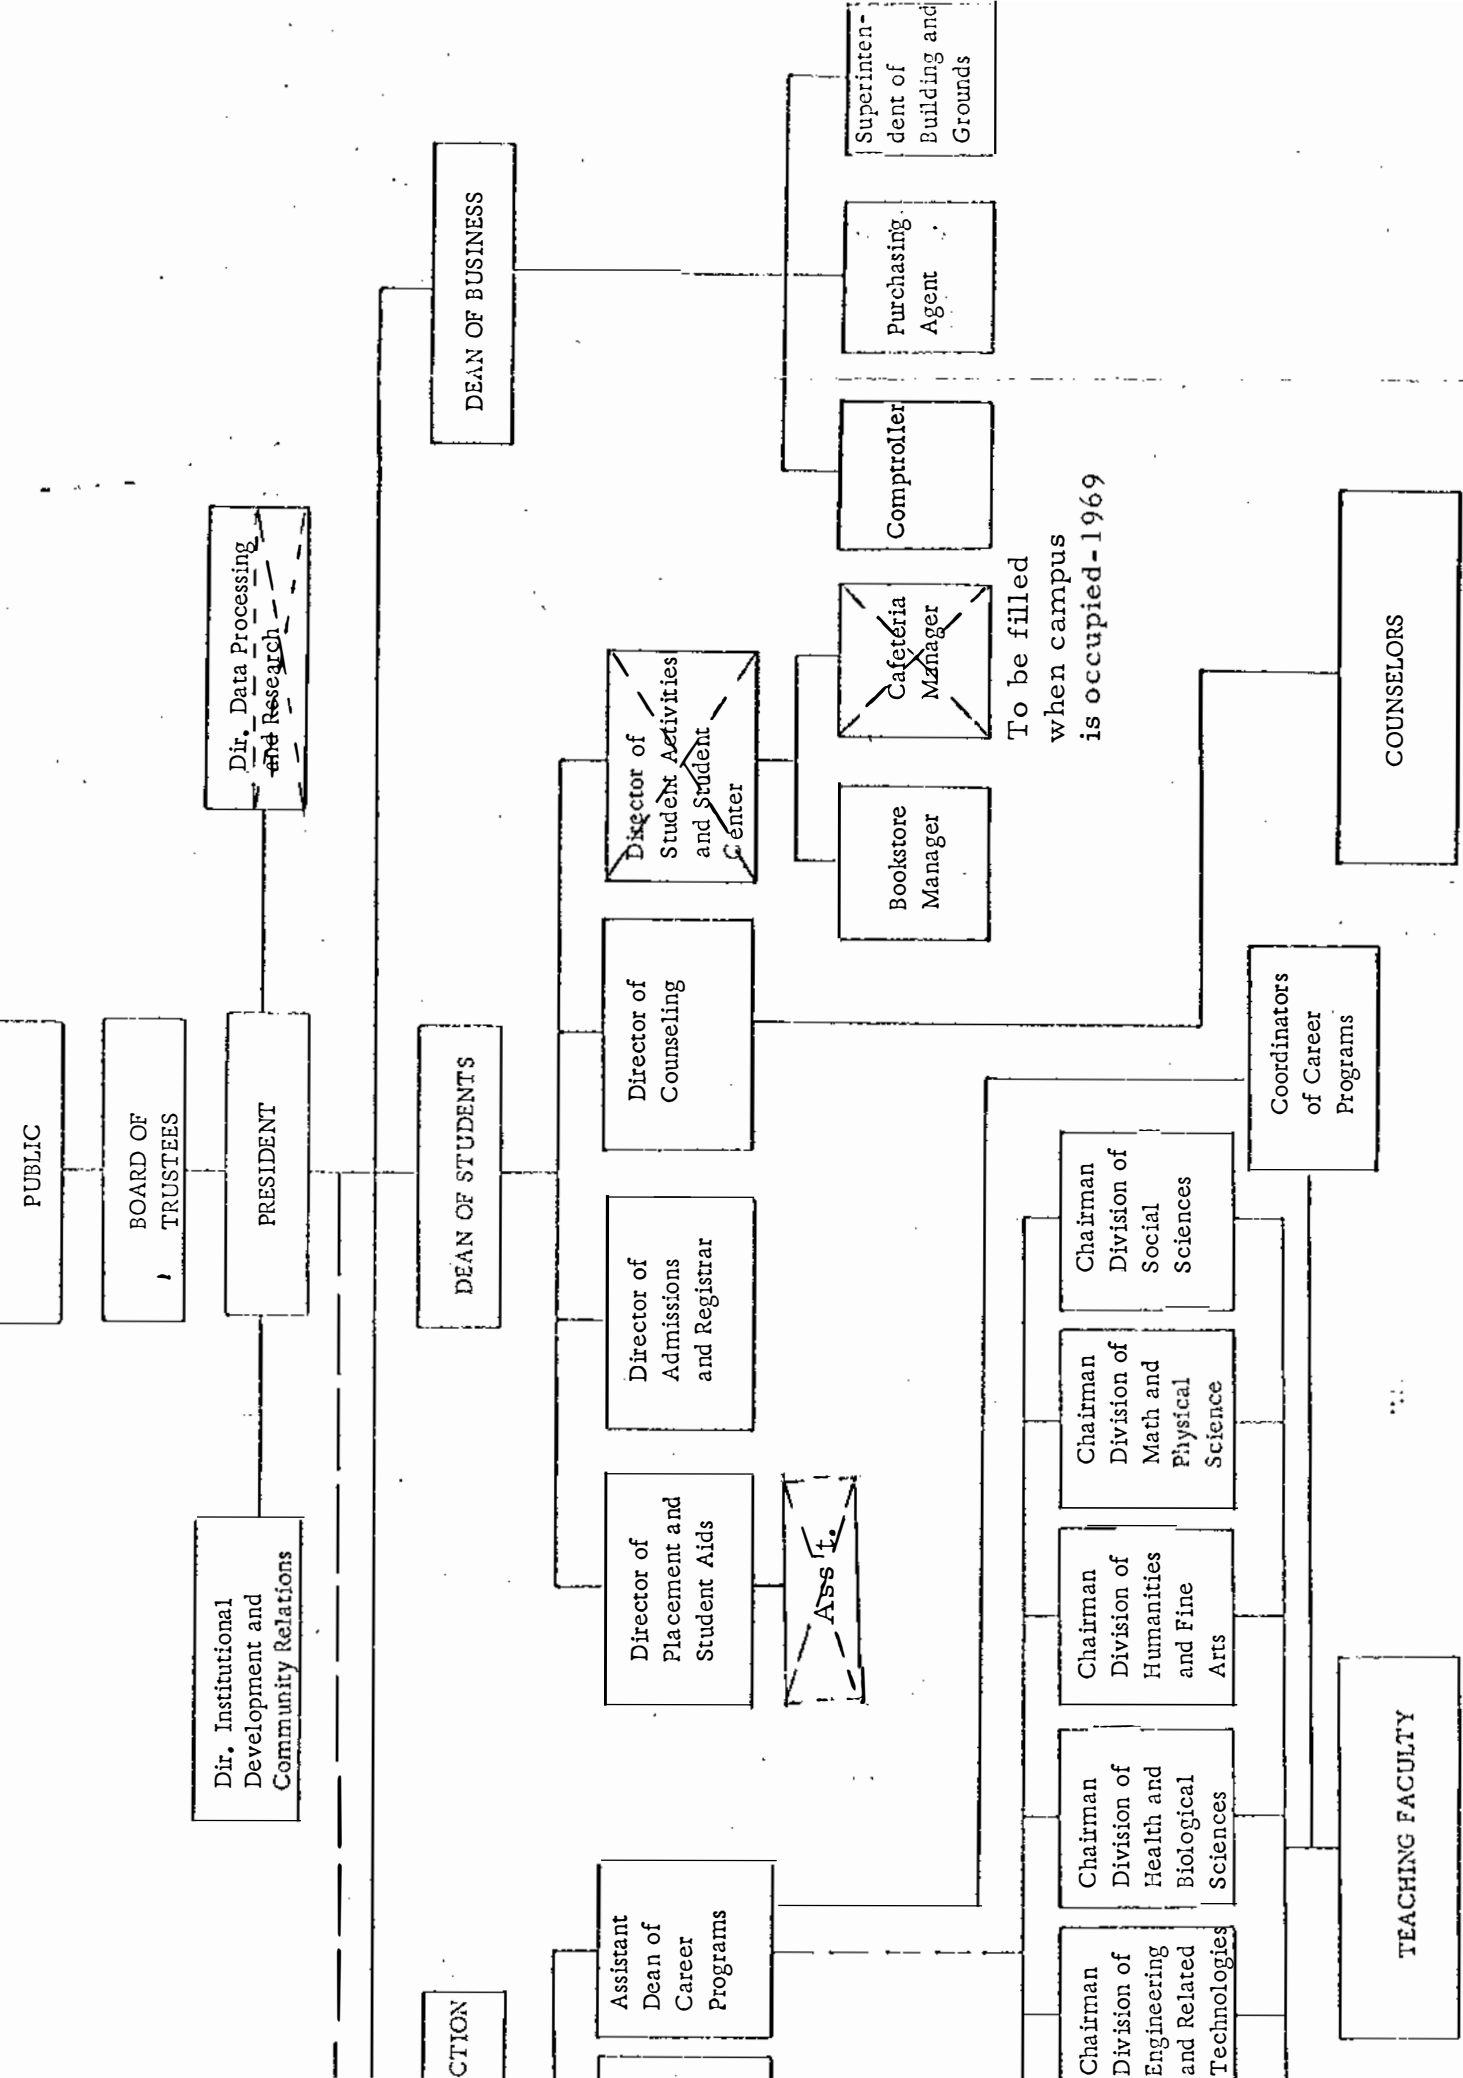 PUBLIC
BOARD OF
TRUSTEES
PRESIDENT
Dir. Institutional
Development and
Community Relations
Dir. Data Processing
and Research
CTION
DEAN OF STUDENTS
DEAN OF BUSINESS
Assistant
Dean of
Career
Programs
Director of
Placement and
Student Aids
Ass't.
Director of
Admissions
and Registrar
Director of
Counseling
Director of
Student Activities
and Student
Center
Bookstore
Manager
Cafeteria
Manager
To be filled
when campus
is occupied-1969
Comptroller
Purchasing
Agent
Superinten-
dent of
Building and
Grounds
Chairman
Division of
Engineering
and Related
Technologies
Chairman
Division of
Health and
Biological
Sciences
Chairman
Division of
Humanities
and Fine
Arts
Chairman
Division of
Math and
Physical
Science
Chairman
Division of
Social
Sciences
Coordinators
of Career
Programs
TEACHING FACULTY
COUNSELORS